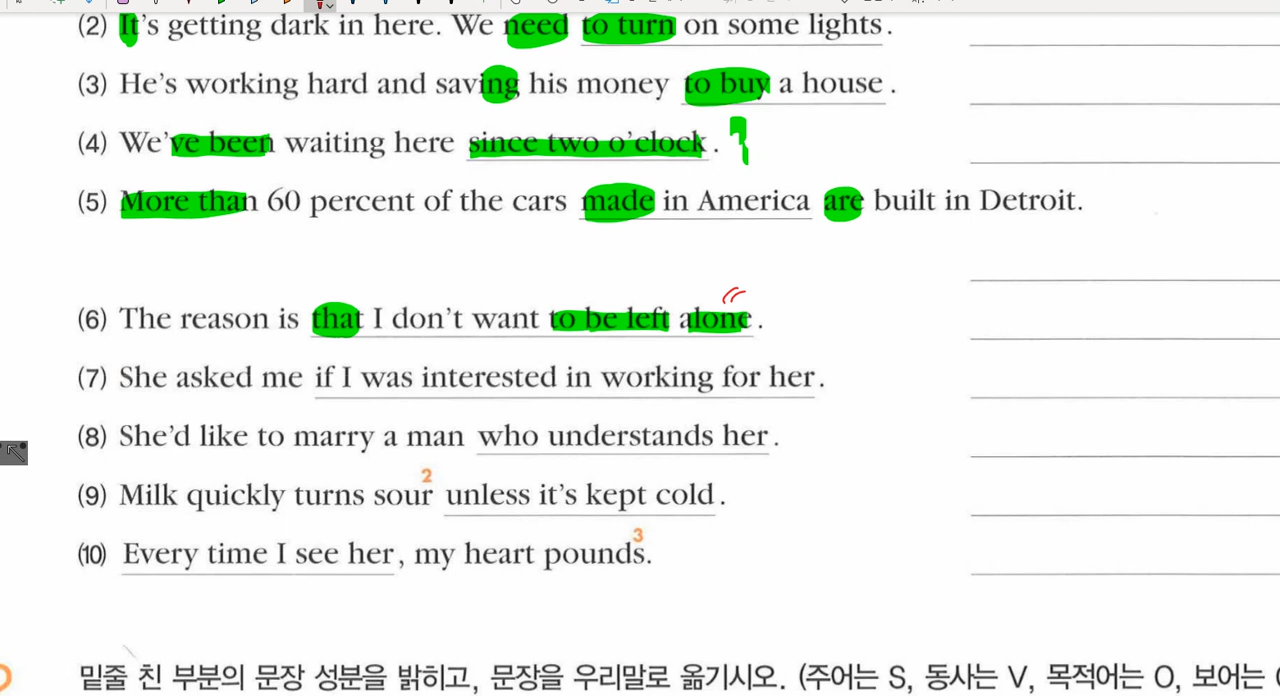 (2) It's getting dark in here. We need to turn on some lights.
(3) He's working hard and saving his money to buy a house.
(4) We've been waiting here since two o'clock.
(5) More than 60 percent of the cars made in America are built in Detroit.
(6) The reason is that I don't want to be left alone.
(7) She asked me if I was interested in working for her.
(8) She'd like to marry a man who understands her.
(9) Milk quickly turns sour 2 unless it's kept cold.
(10) Every time I see her, my heart pounds. 3
밑줄 친 부분의 문장 성분을 밝히고, 문장을 우리말로 옮기시오. (주어는 S, 동사는 V, 목적어는 O, 보어는